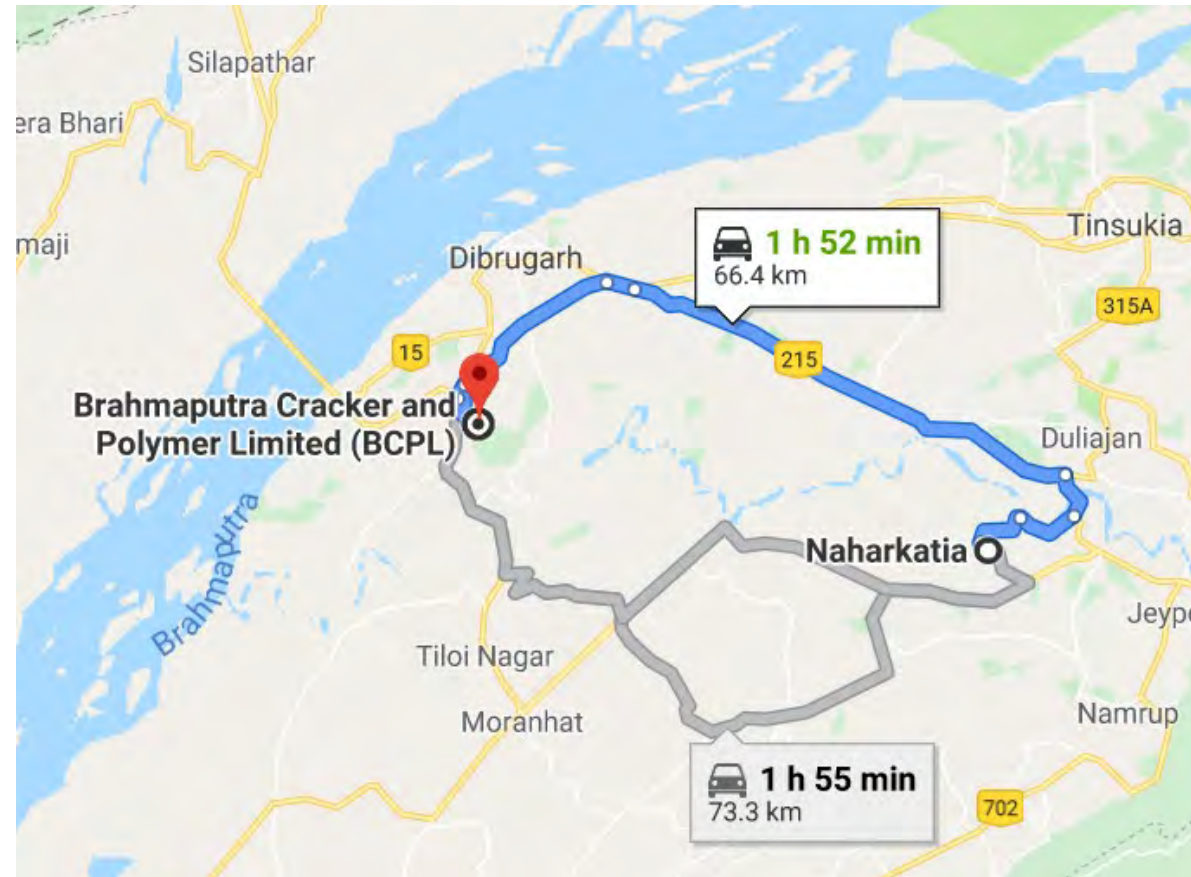 Silapathar
era Bhari
Tinsukia
maji
Dibrugarh
1 h 52 min
66.4 km
315A
15
215
Brahmaputra Cracker and
Polymer Limited (BCPL)
Duliajan
Brahmaputra
Naharkatia
Jeypo
Tiloi Nagar
Moranhat
Namrup
1 h 55 min
73.3 km
702